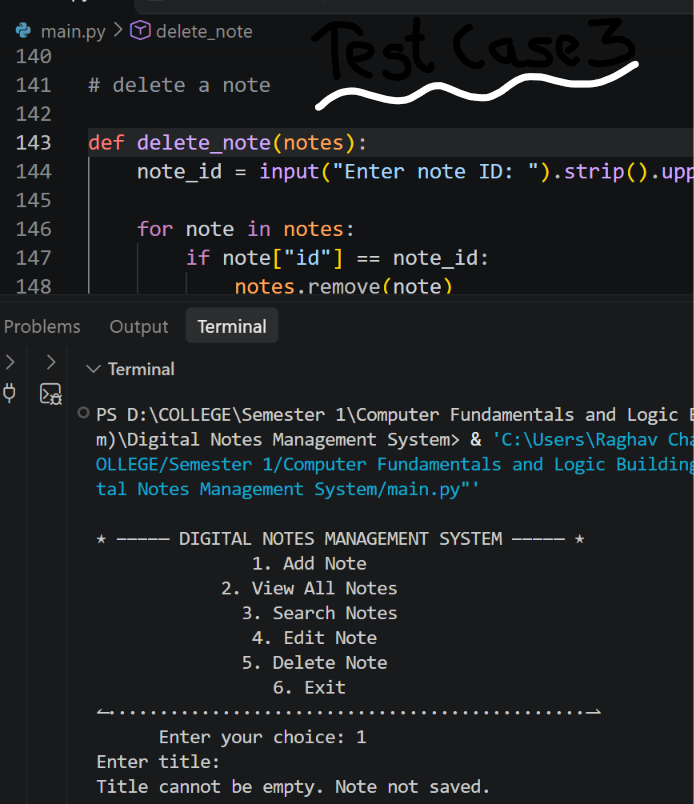 main.py > delete_note
Test Case 3
140
141 # delete a note
142
143 def delete_note(notes):
144 note_id = input("Enter note ID: ").strip().upp
145
146 for note in notes:
147 if note["id"] == note_id:
148 notes.remove(note)
Problems Output Terminal
Terminal
PS D:\COLLEGE\Semester 1\Computer Fundamentals and Logic B
m)\Digital Notes Management System> & 'C:\Users\Raghav Cha
OLLEGE/Semester 1/Computer Fundamentals and Logic Building
tal Notes Management System/main.py"'
* ————— DIGITAL NOTES MANAGEMENT SYSTEM ————— *
1. Add Note
2. View All Notes
3. Search Notes
4. Edit Note
5. Delete Note
6. Exit
Enter your choice: 1
Enter title:
Title cannot be empty. Note not saved.